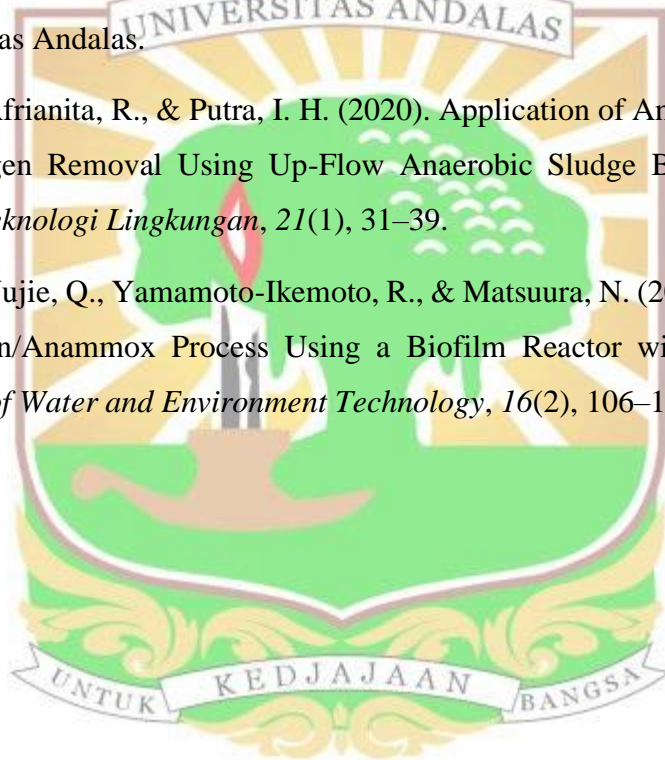 UNIVERSITAS ANDALAS
as Andalas.
frianita, R., & Putra, I. H. (2020). Application of An
gen Removal Using Up-Flow Anaerobic Sludge B
eknologi Lingkungan, 21(1), 31–39.
ujie, Q., Yamamoto-Ikemoto, R., & Matsuura, N. (20
n/Anammox Process Using a Biofilm Reactor wi
of Water and Environment Technology, 16(2), 106–1
UNTUK KEDJAJAAN BANGSA